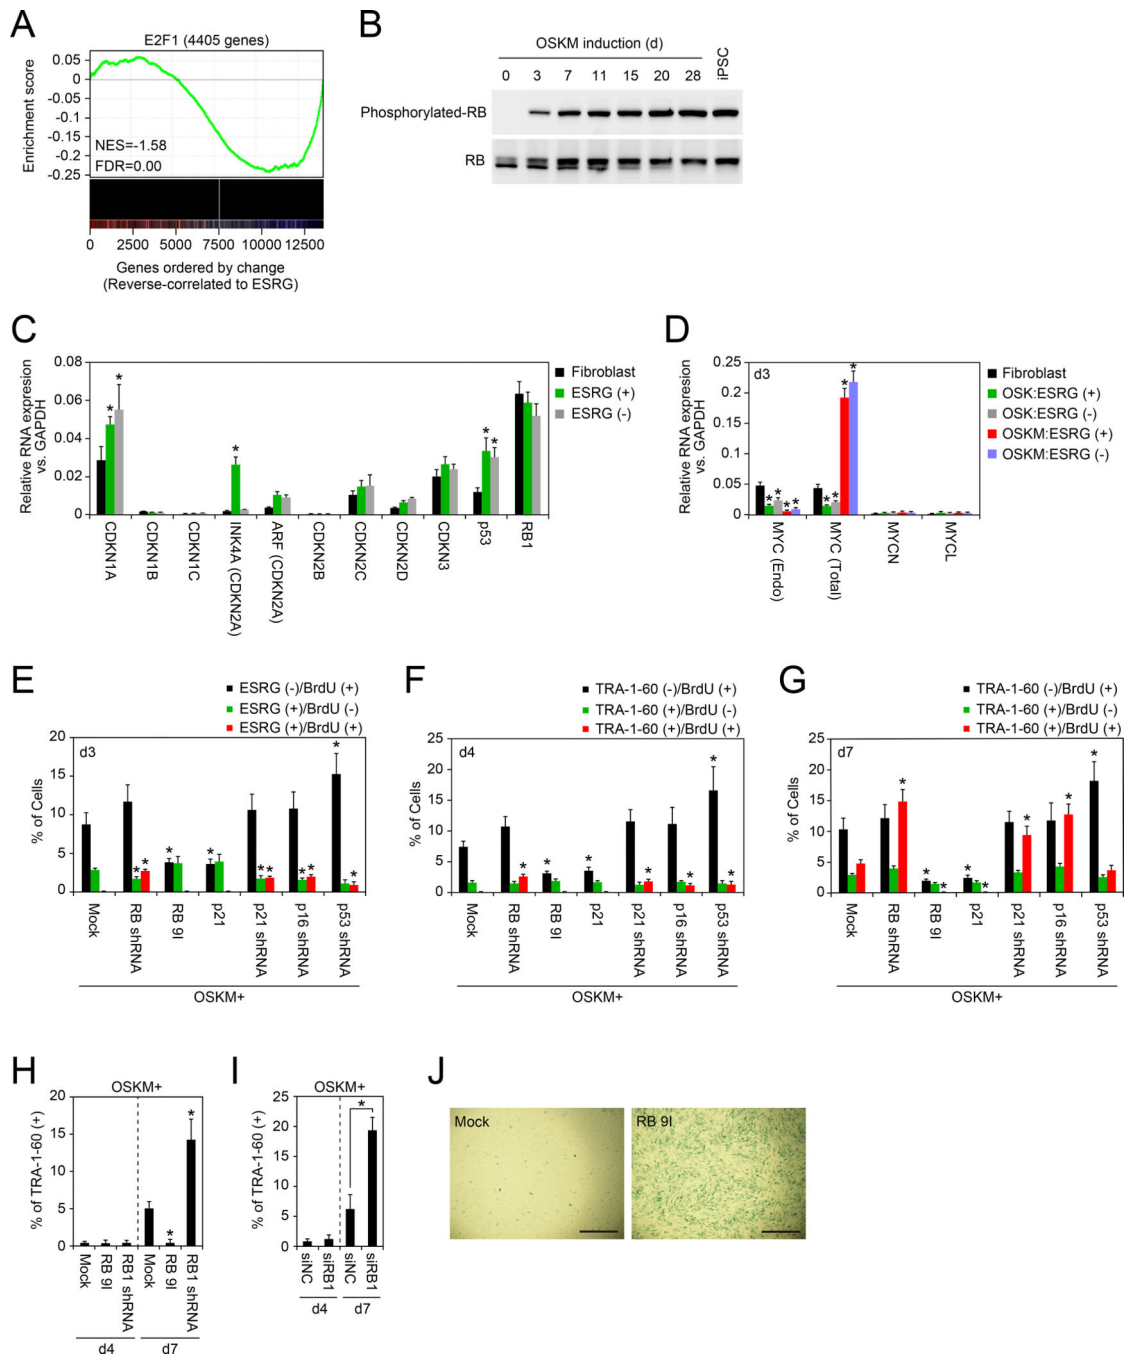 A
E2F1 (4405 genes)
Enrichment score
0.05
0
-0.05
-0.1
-0.15
-0.2
-0.25
NES=-1.58
FDR=0.00
0 2500 5000 7500 10000 12500
Genes ordered by change
(Reverse-correlated to ESRG)
B
OSKM induction (d)
0 3 7 11 15 20 28 iPSC
Phosphorylated-RB
RB
C
Relative RNA expresion
vs. GAPDH
0.08
0.06
0.04
0.02
0
Fibroblast
ESRG (+)
ESRG (-)
* * * * *
CDKN1A
CDKN1B
CDKN1C
INK4A (CDKN2A)
ARF (CDKN2A)
CDKN2B
CDKN2C
CDKN2D
CDKN3
p53
RB1
D
Relative RNA expresion
vs. GAPDH
0.25
0.2
0.15
0.1
0.05
0
d3
Fibroblast
OSK:ESRG (+)
OSK:ESRG (-)
OSKM:ESRG (+)
OSKM:ESRG (-)
* * * * * * * *
MYC (Endo)
MYC (Total)
MYCN
MYCL
E
ESRG (-)/BrdU (+)
ESRG (+)/BrdU (-)
ESRG (+)/BrdU (+)
% of Cells
20
15
10
5
0
d3
* * * * * * * * * *
Mock
RB shRNA
RB 9I
p21
p21 shRNA
p16 shRNA
p53 shRNA
OSKM+
F
TRA-1-60 (-)/BrdU (+)
TRA-1-60 (+)/BrdU (-)
TRA-1-60 (+)/BrdU (+)
% of Cells
25
20
15
10
5
0
d4
* * * * * * *
Mock
RB shRNA
RB 9I
p21
p21 shRNA
p16 shRNA
p53 shRNA
OSKM+
G
TRA-1-60 (-)/BrdU (+)
TRA-1-60 (+)/BrdU (-)
TRA-1-60 (+)/BrdU (+)
% of Cells
25
20
15
10
5
0
d7
* * * * * * * *
Mock
RB shRNA
RB 9I
p21
p21 shRNA
p16 shRNA
p53 shRNA
OSKM+
H
OSKM+
% of TRA-1-60 (+)
20
15
10
5
0
* *
Mock
RB 9I
RB1 shRNA
Mock
RB 9I
RB1 shRNA
d4 d7
I
OSKM+
% of TRA-1-60 (+)
25
20
15
10
5
0
*
siNC
siRB1
siNC
siRB1
d4 d7
J
Mock
RB 9I